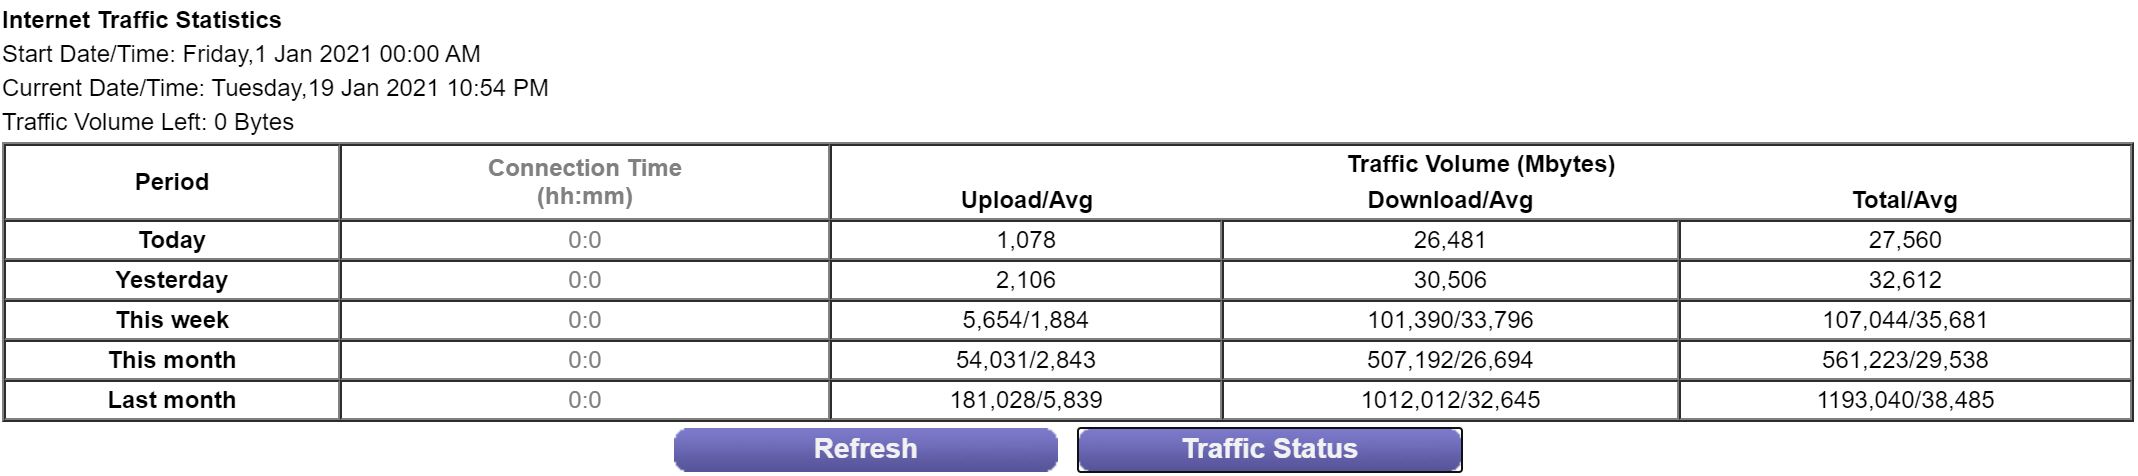 Internet Traffic Statistics
Start Date/Time: Friday,1 Jan 2021 00:00 AM
Current Date/Time: Tuesday,19 Jan 2021 10:54 PM
Traffic Volume Left: 0 Bytes
Period Connection Time (hh:mm) Traffic Volume (Mbytes)
Upload/Avg Download/Avg Total/Avg
Today 0:0 1,078 26,481 27,560
Yesterday 0:0 2,106 30,506 32,612
This week 0:0 5,654/1,884 101,390/33,796 107,044/35,681
This month 0:0 54,031/2,843 507,192/26,694 561,223/29,538
Last month 0:0 181,028/5,839 1012,012/32,645 1193,040/38,485
Refresh Traffic Status